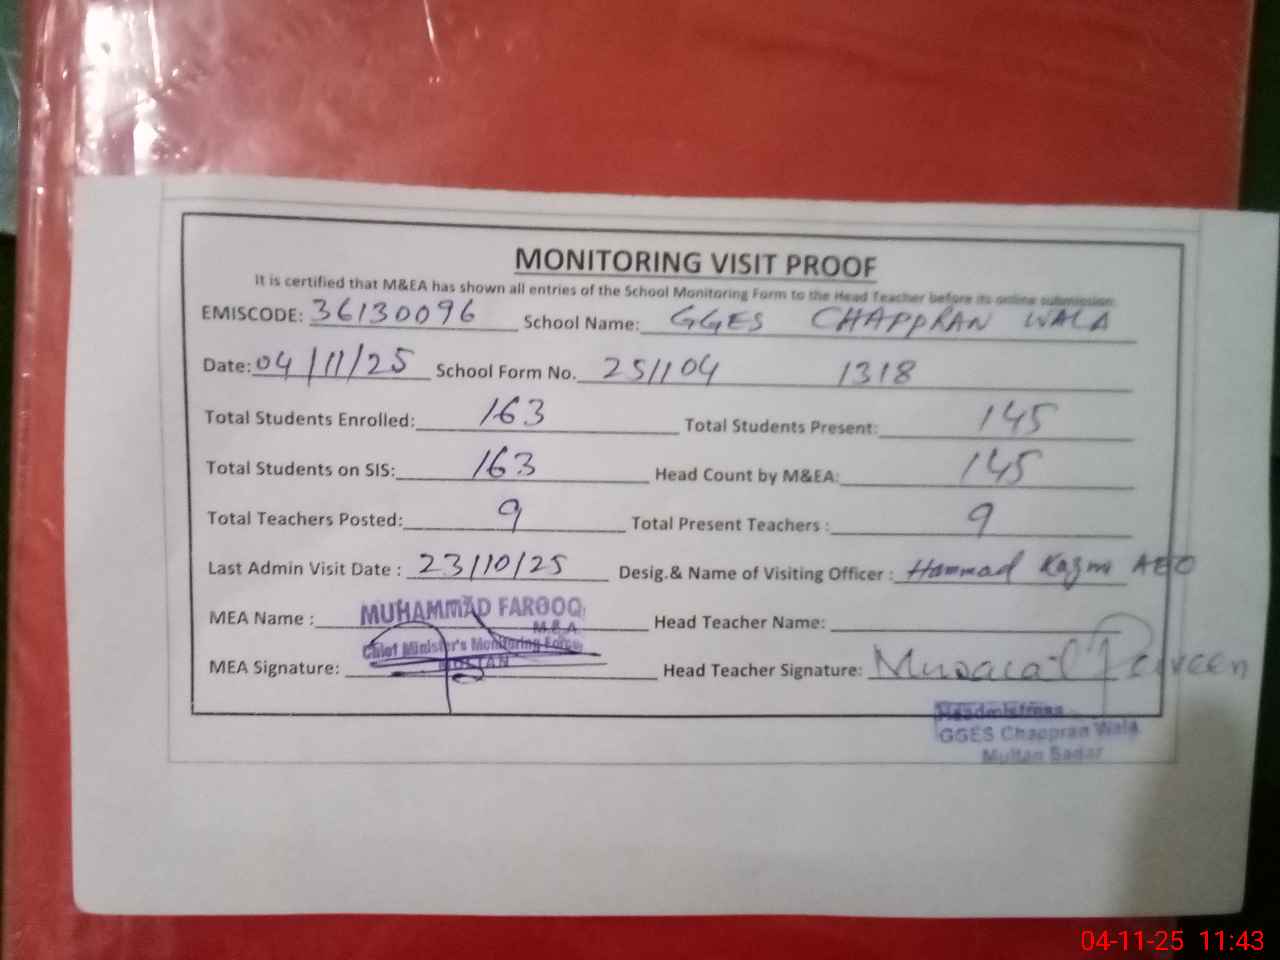 MONITORING VISIT PROOF
It is certified that M&EA has shown all entries of the School Monitoring Form to the Head Teacher before its online submission.
EMISCODE: 36130096 School Name: GGES CHAPPRAN WALA
Date: 04/11/25 School Form No. 251104 1318
Total Students Enrolled: 163 Total Students Present: 145
Total Students on SIS: 163 Head Count by M&EA: 145
Total Teachers Posted: 9 Total Present Teachers : 9
Last Admin Visit Date : 23/10/25 Desig.& Name of Visiting Officer : Hammad Kazmi AEO
MEA Name : MUHAMMAD FAROOQ Head Teacher Name:
M.E.A
Chief Minister's Monitoring Force
MEA Signature: Head Teacher Signature: Perveen
Headmistress
GGES Chappran Wala
Multan Sadar
04-11-25 11:43